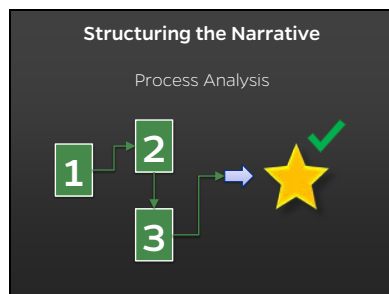 Structuring the Narrative
Process Analysis
1
2
3